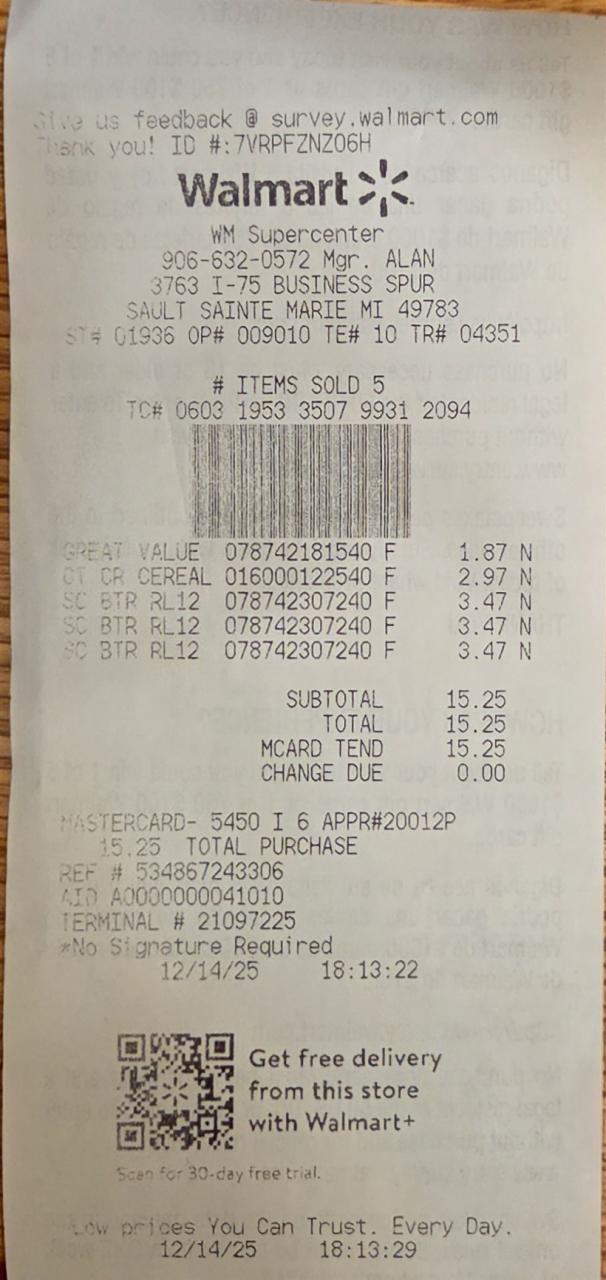 Give us feedback @ survey.walmart.com
Thank you! ID #:7VRPFZNZ06H
Walmart
WM Supercenter
906-632-0572 Mgr. ALAN
3763 I-75 BUSINESS SPUR
SAULT SAINTE MARIE MI 49783
ST# 01936 OP# 009010 TE# 10 TR# 04351
# ITEMS SOLD 5
TC# 0603 1953 3507 9931 2094
GREAT VALUE 078742181540 F 1.87 N
CT CR CEREAL 016000122540 F 2.97 N
SC BTR RL12 078742307240 F 3.47 N
SC BTR RL12 078742307240 F 3.47 N
SC BTR RL12 078742307240 F 3.47 N
SUBTOTAL 15.25
TOTAL 15.25
MCARD TEND 15.25
CHANGE DUE 0.00
MASTERCARD- 5450 I 6 APPR#20012P
15.25 TOTAL PURCHASE
REF # 534867243306
AID A0000000041010
TERMINAL # 21097225
*No Signature Required
12/14/25 18:13:22
Get free delivery
from this store
with Walmart+
Scan for 30-day free trial.
Low prices You Can Trust. Every Day.
12/14/25 18:13:29